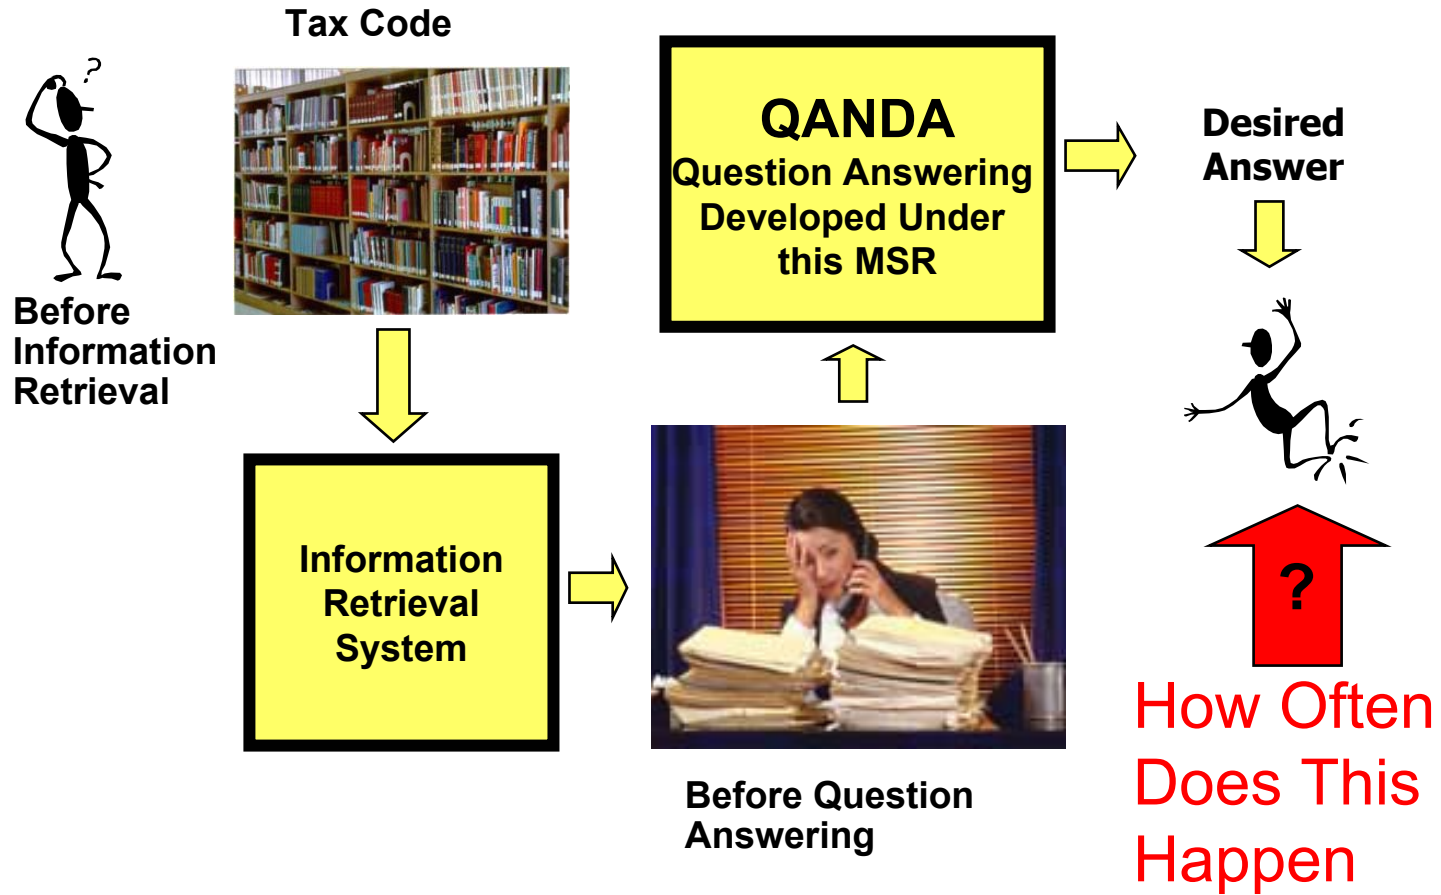 Tax Code
?
Before
Information
Retrieval
Information
Retrieval
System
Before Question
Answering
QANDA
Question Answering
Developed Under
this MSR
Desired
Answer
?
How Often
Does This
Happen